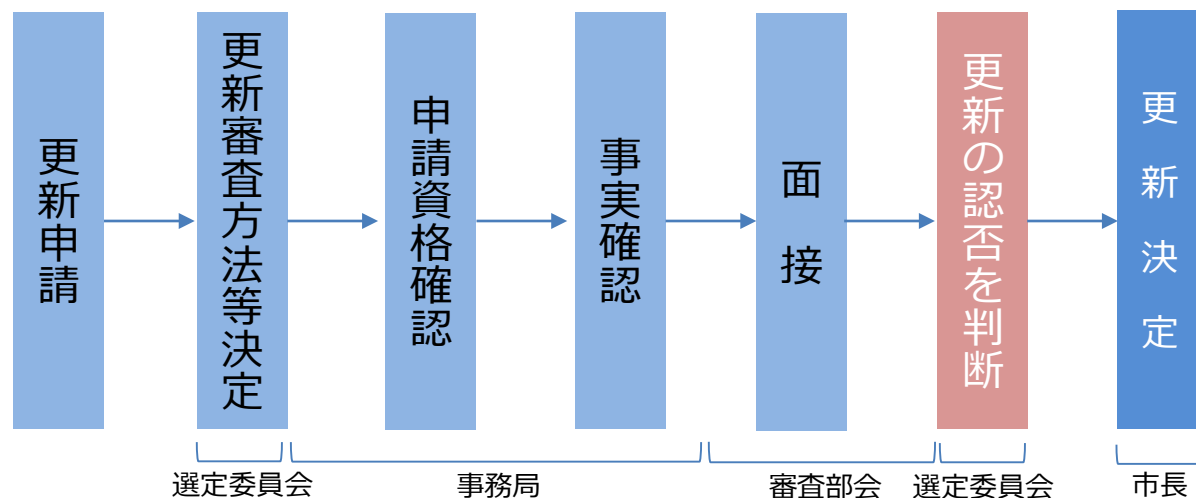 更新申請
更新審査方法等決定
申請資格確認
事実確認
面接
更新の認否を判断
更新決定
選定委員会
事務局
審査部会
選定委員会
市長